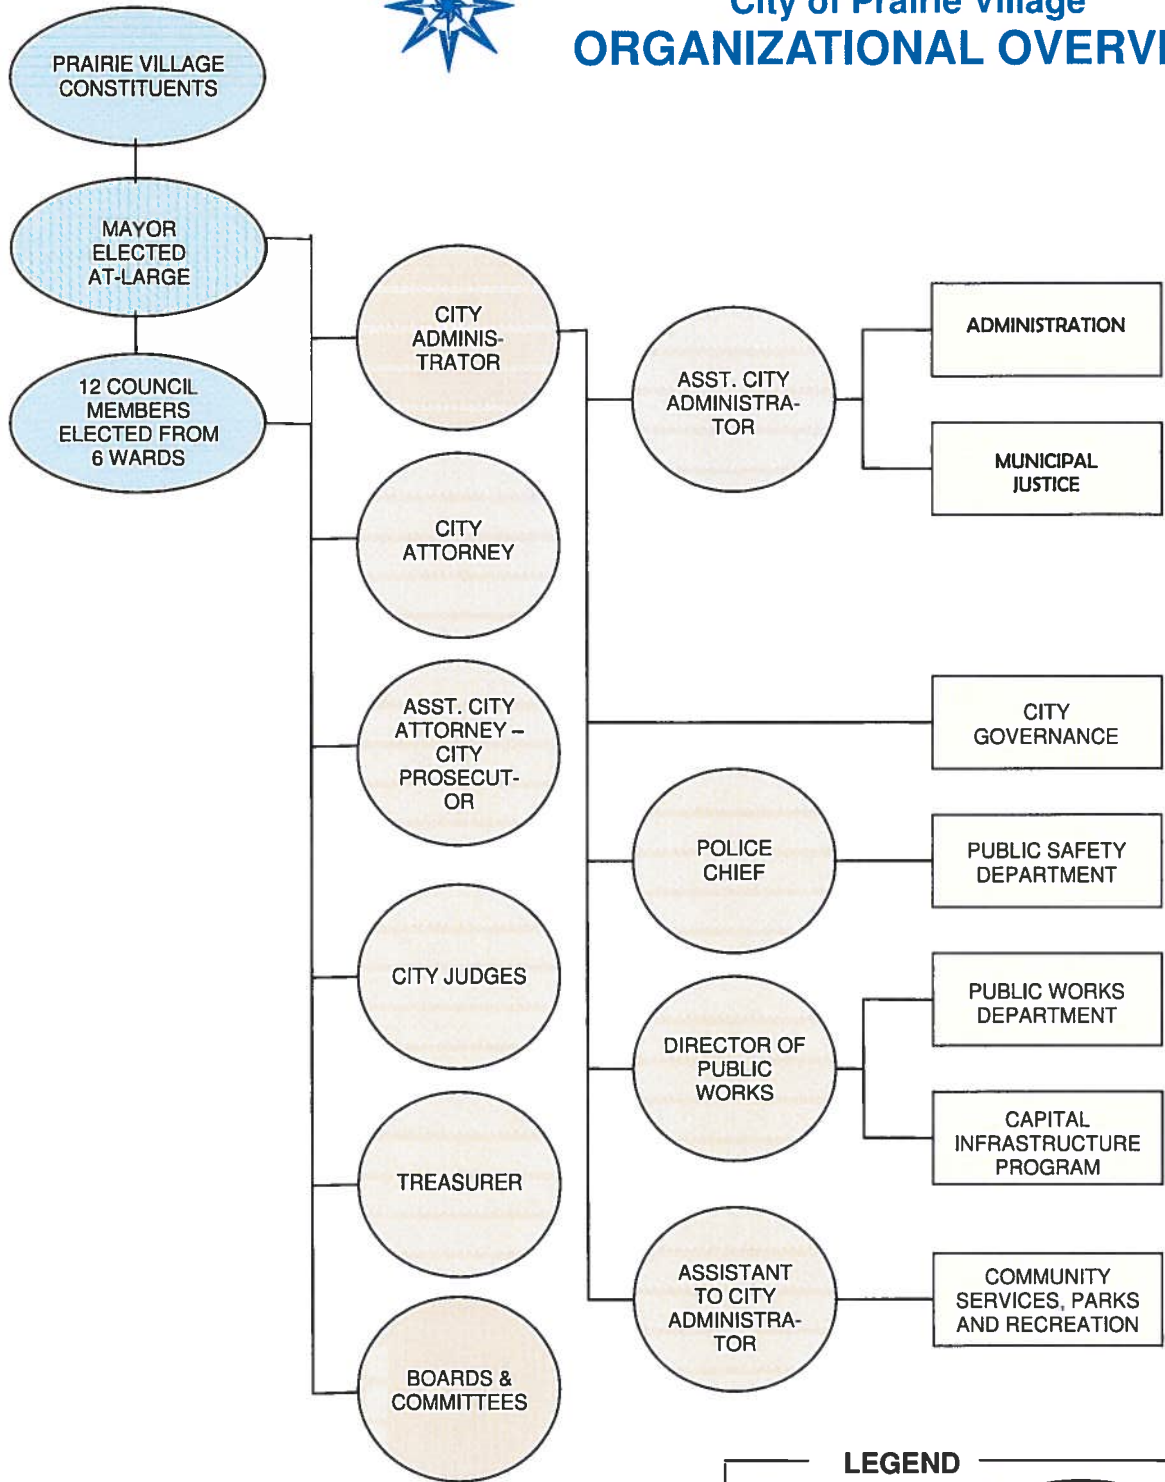 City of Prairie Village
ORGANIZATIONAL
PRAIRIE VILLAGE
CONSTITUENTS
MAYOR
ELECTED
AT-LARGE
12 COUNCIL
MEMBERS
ELECTED FROM
6 WARDS
CITY
ADMINIS-
TRATOR
CITY
ATTORNEY
ASST. CITY
ATTORNEY –
CITY
PROSECUT-
OR
CITY JUDGES
TREASURER
BOARDS &
COMMITTEES
ASST. CITY
ADMINISTRA-
TOR
POLICE
CHIEF
DIRECTOR OF
PUBLIC
WORKS
ASSISTANT
TO CITY
ADMINISTRA-
TOR
ADMINISTRATION
MUNICIPAL
JUSTICE
CITY
GOVERNANCE
PUBLIC SAFETY
DEPARTMENT
PUBLIC WORKS
DEPARTMENT
CAPITAL
INFRASTRUCTURE
PROGRAM
COMMUNITY
SERVICES, PARKS
AND RECREATION
LEGEND